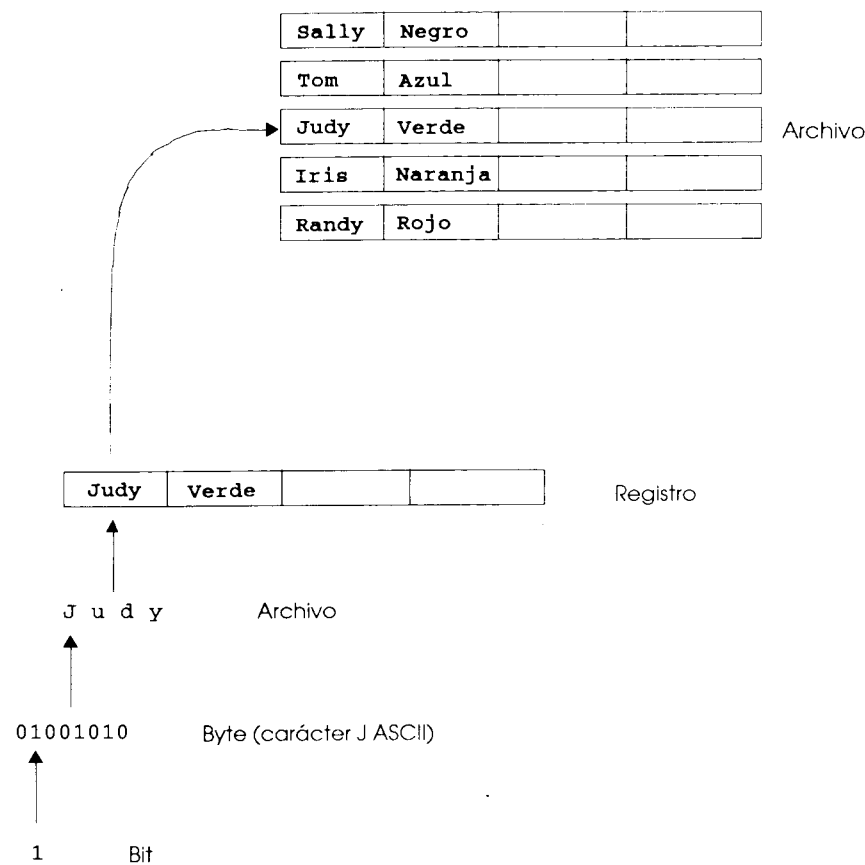 Sally Negro
Tom Azul
Judy Verde Archivo
Iris Naranja
Randy Rojo
Judy Verde Registro
J u d y Archivo
01001010 Byte (carácter J ASCII)
1 Bit